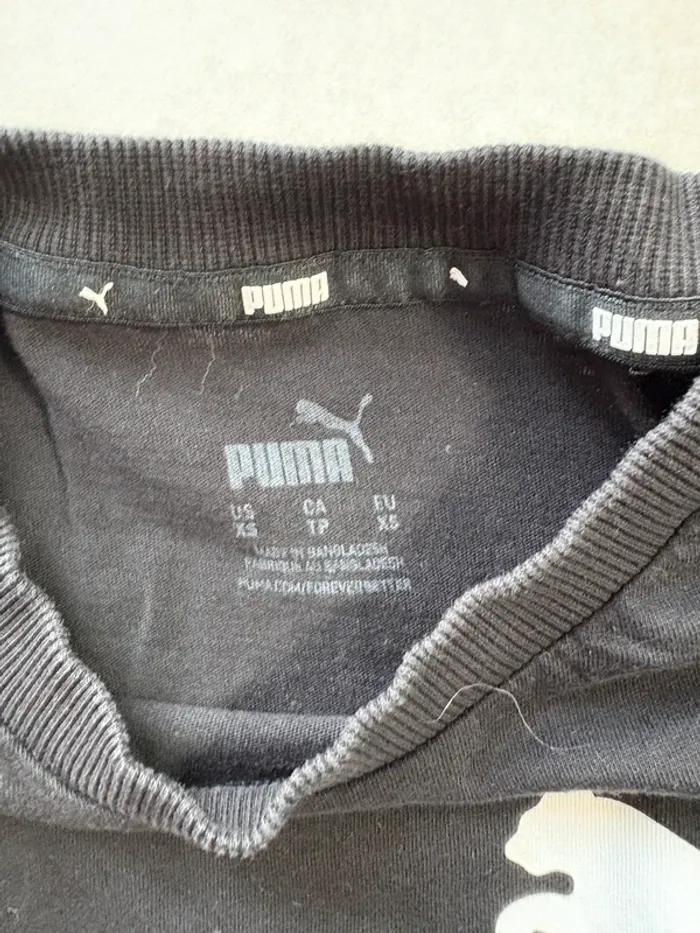 PUMA
PUMA
PUMA
US CA EU
XS TP XS
MADE IN BANGLADESH
FABRIQUÉ AU BANGLADESH
PUMA.COM/FOREVERBETTER